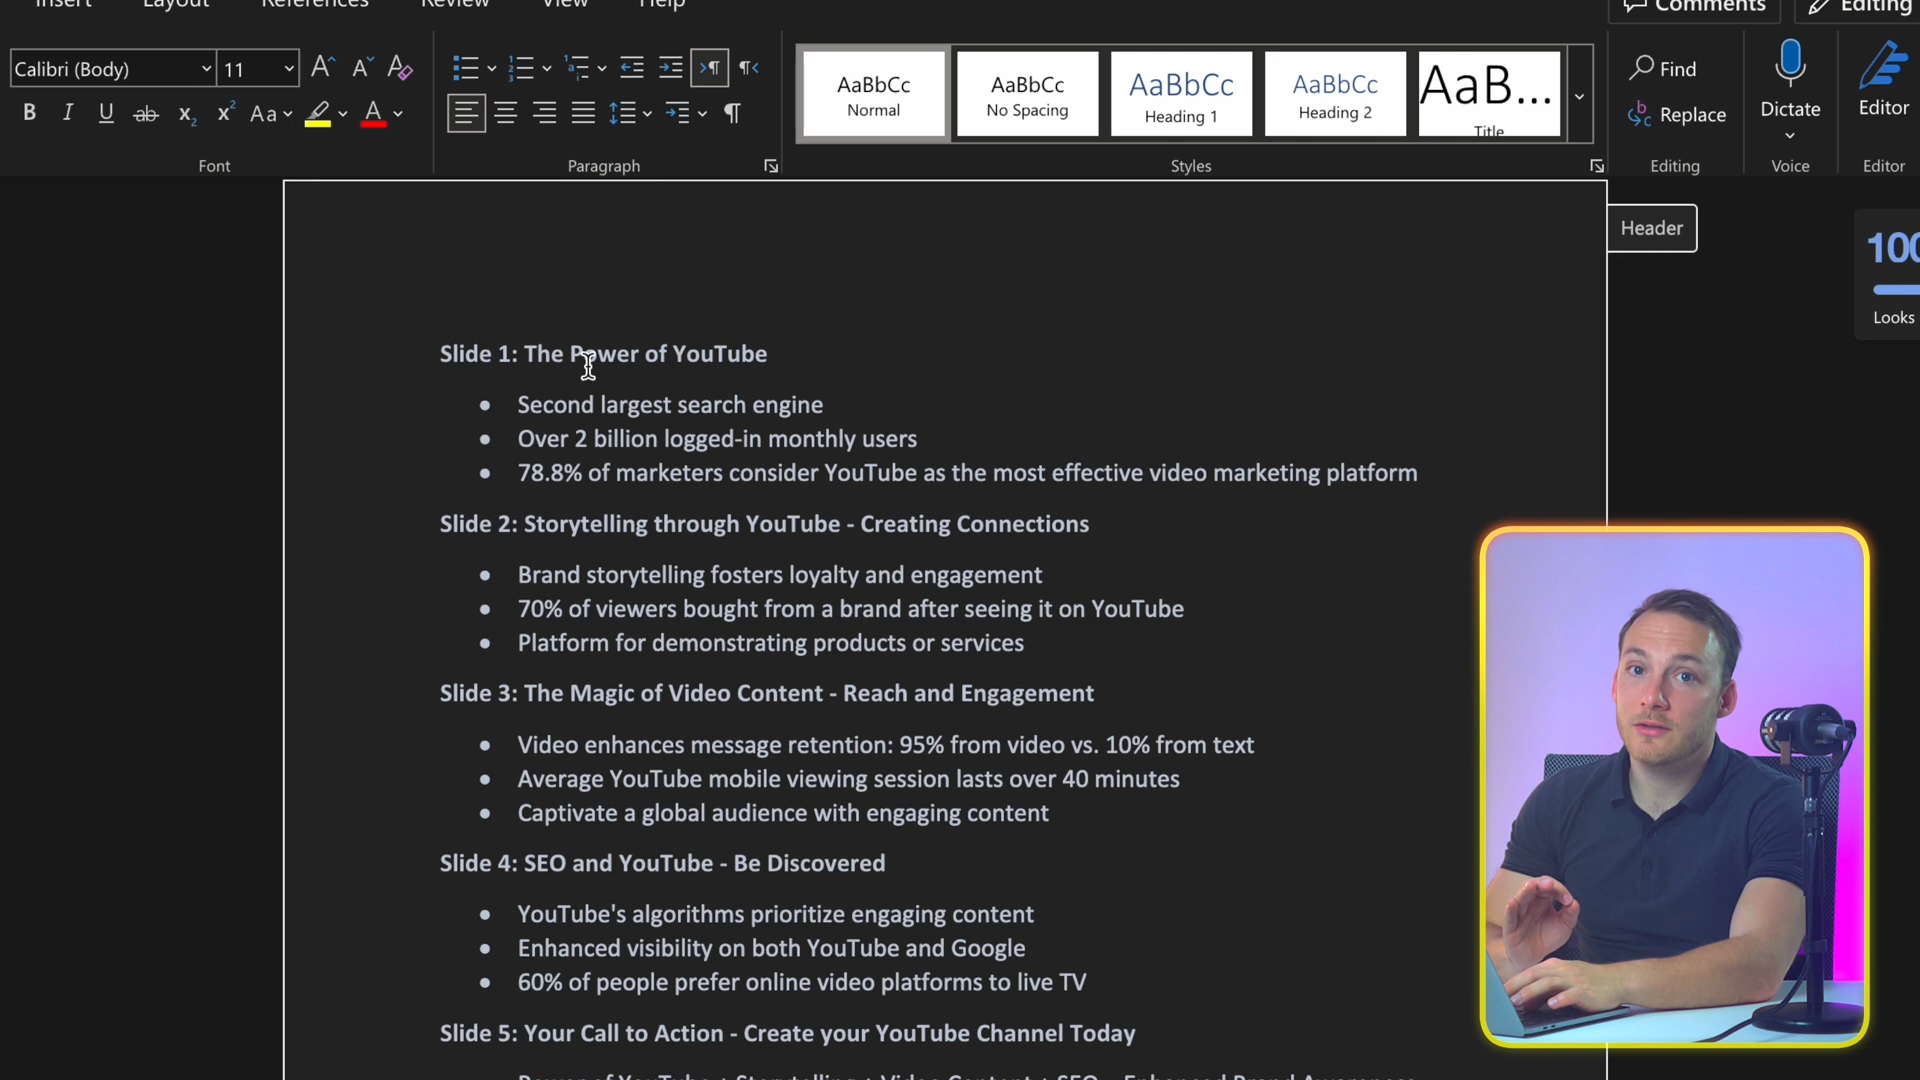 Insert Layout References Review View Help
Comments Editing
Calibri (Body) 11
AaBbCc AaBbCc AaBbCc AaBbCc AaB...
Normal No Spacing Heading 1 Heading 2 Title
Find
Replace
Dictate
Editor
B I U ab x2 x2 Aa A
Font Paragraph Styles Editing Voice Editor
Header
100
Looks
Slide 1: The Power of YouTube
• Second largest search engine
• Over 2 billion logged-in monthly users
• 78.8% of marketers consider YouTube as the most effective video marketing platform
Slide 2: Storytelling through YouTube - Creating Connections
• Brand storytelling fosters loyalty and engagement
• 70% of viewers bought from a brand after seeing it on YouTube
• Platform for demonstrating products or services
Slide 3: The Magic of Video Content - Reach and Engagement
• Video enhances message retention: 95% from video vs. 10% from text
• Average YouTube mobile viewing session lasts over 40 minutes
• Captivate a global audience with engaging content
Slide 4: SEO and YouTube - Be Discovered
• YouTube's algorithms prioritize engaging content
• Enhanced visibility on both YouTube and Google
• 60% of people prefer online video platforms to live TV
Slide 5: Your Call to Action - Create your YouTube Channel Today